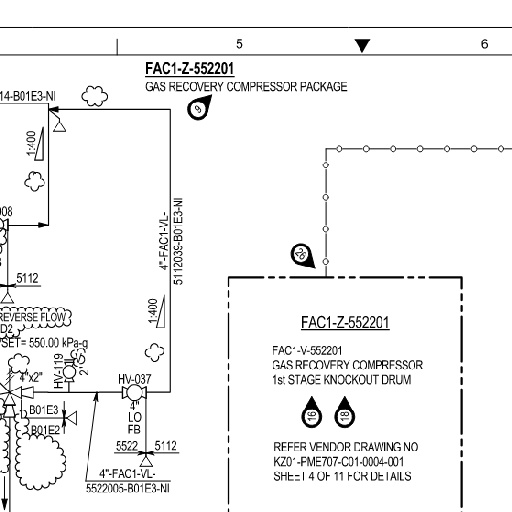 5
6
FAC1-Z-552201
GAS RECOVERY COMPRESSOR PACKAGE
14-B01E3-NI
9
1:400
4"-FAC1-VL-
5112039-B01E3-NI
008
5112
1:400
REVERSE FLOW
D2
SET= 550.00 kPa-g
HV-119
4"x2"
HV-037
4"
LO
FB
B01E3
B01E2
5522
5112
4"-FAC1-VL-
5522005-B01E3-NI
26
FAC1-Z-552201
FAC1-V-552201
GAS RECOVERY COMPRESSOR
1st STAGE KNOCKOUT DRUM
16
18
REFER VENDOR DRAWING NO
KZ01-PME707-C01-0004-001
SHEET 4 OF 11 FOR DETAILS